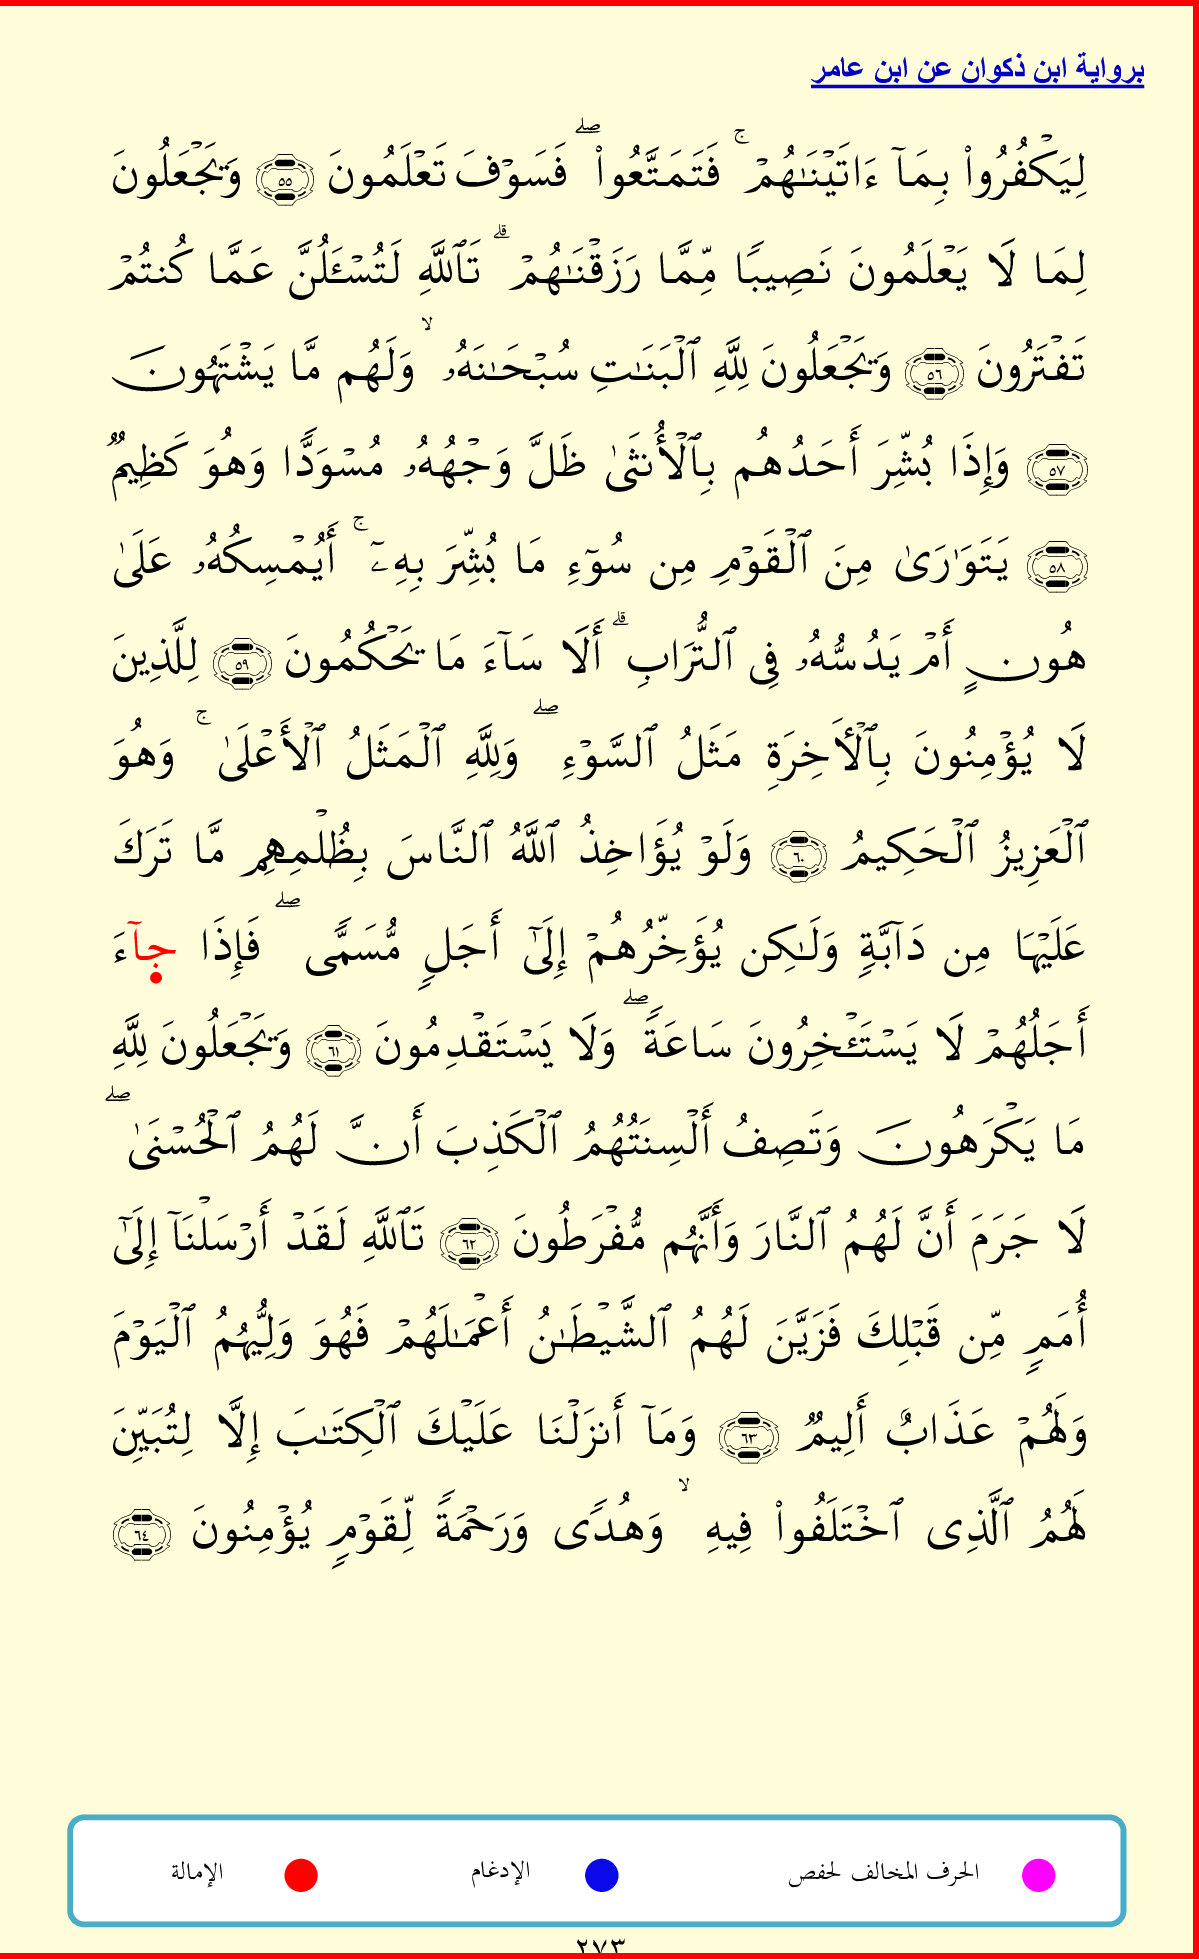 برواية ابن ذكوان عن ابن عامر
لِيَكۡفُرُواْ بِمَآ ءَاتَيۡنَٰهُمۡۚ فَتَمَتَّعُواْۖ فَسَوۡفَ تَعۡلَمُونَ ٥٥ وَيَجۡعَلُونَ
لِمَا لَا يَعۡلَمُونَ نَصِيبٗا مِّمَّا رَزَقۡنَٰهُمۡۗ تَٱللَّهِ لَتُسۡـَٔلُنَّ عَمَّا كُنتُمۡ
تَفۡتَرُونَ ٥٦ وَيَجۡعَلُونَ لِلَّهِ ٱلۡبَنَٰتِ سُبۡحَٰنَهُۥ ۙ وَلَهُم مَّا يَشۡتَهُونَ
٥٧ وَإِذَا بُشِّرَ أَحَدُهُم بِٱلۡأُنثَىٰ ظَلَّ وَجۡهُهُۥ مُسۡوَدّٗا وَهُوَ كَظِيمٞ
٥٨ يَتَوَٰرَىٰ مِنَ ٱلۡقَوۡمِ مِن سُوٓءِ مَا بُشِّرَ بِهِۦٓۚ أَيُمۡسِكُهُۥ عَلَىٰ
هُونٍ أَمۡ يَدُسُّهُۥ فِي ٱلتُّرَابِۗ أَلَا سَآءَ مَا يَحۡكُمُونَ ٥٩ لِلَّذِينَ
لَا يُؤۡمِنُونَ بِٱلۡأٓخِرَةِ مَثَلُ ٱلسَّوۡءِۖ وَلِلَّهِ ٱلۡمَثَلُ ٱلۡأَعۡلَىٰۚ وَهُوَ
ٱلۡعَزِيزُ ٱلۡحَكِيمُ ٦٠ وَلَوۡ يُؤَاخِذُ ٱللَّهُ ٱلنَّاسَ بِظُلۡمِهِم مَّا تَرَكَ
عَلَيۡهَا مِن دَآبَّةٖ وَلَٰكِن يُؤَخِّرُهُمۡ إِلَىٰٓ أَجَلٖ مُّسَمّٗىۖ فَإِذَا جَآءَ
أَجَلُهُمۡ لَا يَسۡتَـٔۡخِرُونَ سَاعَةٗۖ وَلَا يَسۡتَقۡدِمُونَ ٦١ وَيَجۡعَلُونَ لِلَّهِ
مَا يَكۡرَهُونَ وَتَصِفُ أَلۡسِنَتُهُمُ ٱلۡكَذِبَ أَنَّ لَهُمُ ٱلۡحُسۡنَىٰۖ
لَا جَرَمَ أَنَّ لَهُمُ ٱلنَّارَ وَأَنَّهُم مُّفۡرَطُونَ ٦٢ تَٱللَّهِ لَقَدۡ أَرۡسَلۡنَآ إِلَىٰٓ
أُمَمٖ مِّن قَبۡلِكَ فَزَيَّنَ لَهُمُ ٱلشَّيۡطَٰنُ أَعۡمَٰلَهُمۡ فَهُوَ وَلِيُّهُمُ ٱلۡيَوۡمَ
وَلَهُمۡ عَذَابٌ أَلِيمٞ ٦٣ وَمَآ أَنزَلۡنَا عَلَيۡكَ ٱلۡكِتَٰبَ إِلَّا لِتُبَيِّنَ
لَهُمُ ٱلَّذِي ٱخۡتَلَفُواْ فِيهِ ۙ وَهُدٗى وَرَحۡمَةٗ لِّقَوۡمٖ يُؤۡمِنُونَ ٦٤
الحرف المخالف لحفص الإدغام الإمالة
٢٧٣